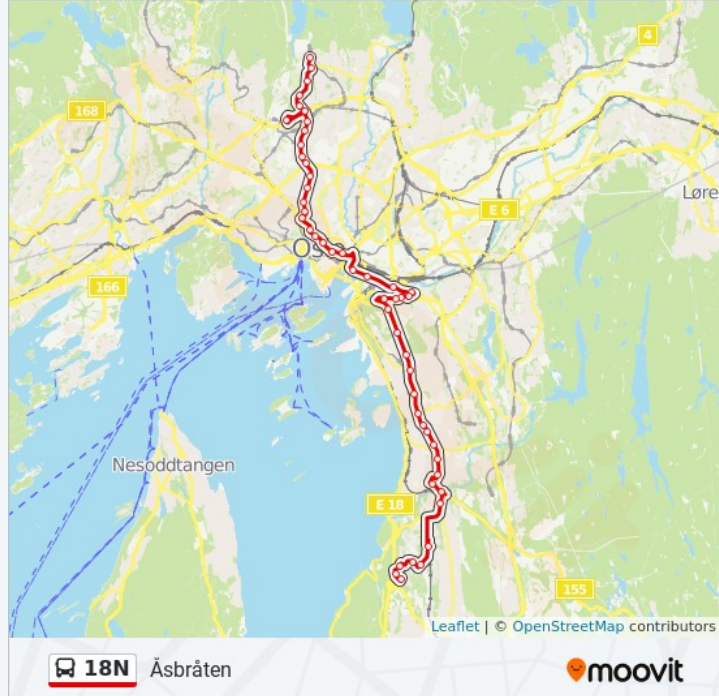 4
168
E 6
Løre
OS
166
Nesoddtangen
E 18
155
Leaflet | © OpenStreetMap contributors
18N Åsbråten
moovit